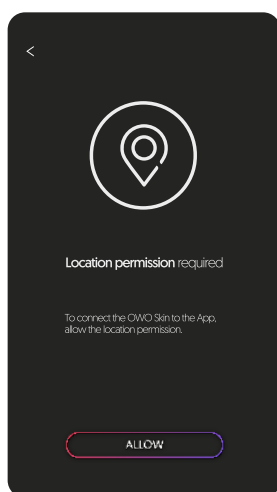 Location permission required
To connect the OWO Skin to the App,
allow the location permission.
ALLOW